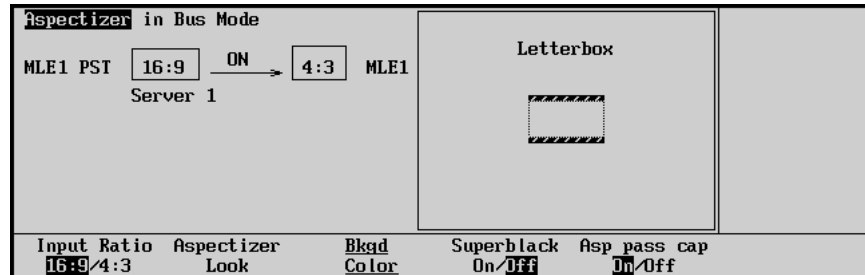 Aspectizer in Bus Mode
MLE1 PST 16:9 ON 4:3 MLE1
Server 1
Letterbox
Input Ratio Aspectizer Bkgd Superblack Asp pass cap
16:9/4:3 Look Color On/Off On/Off